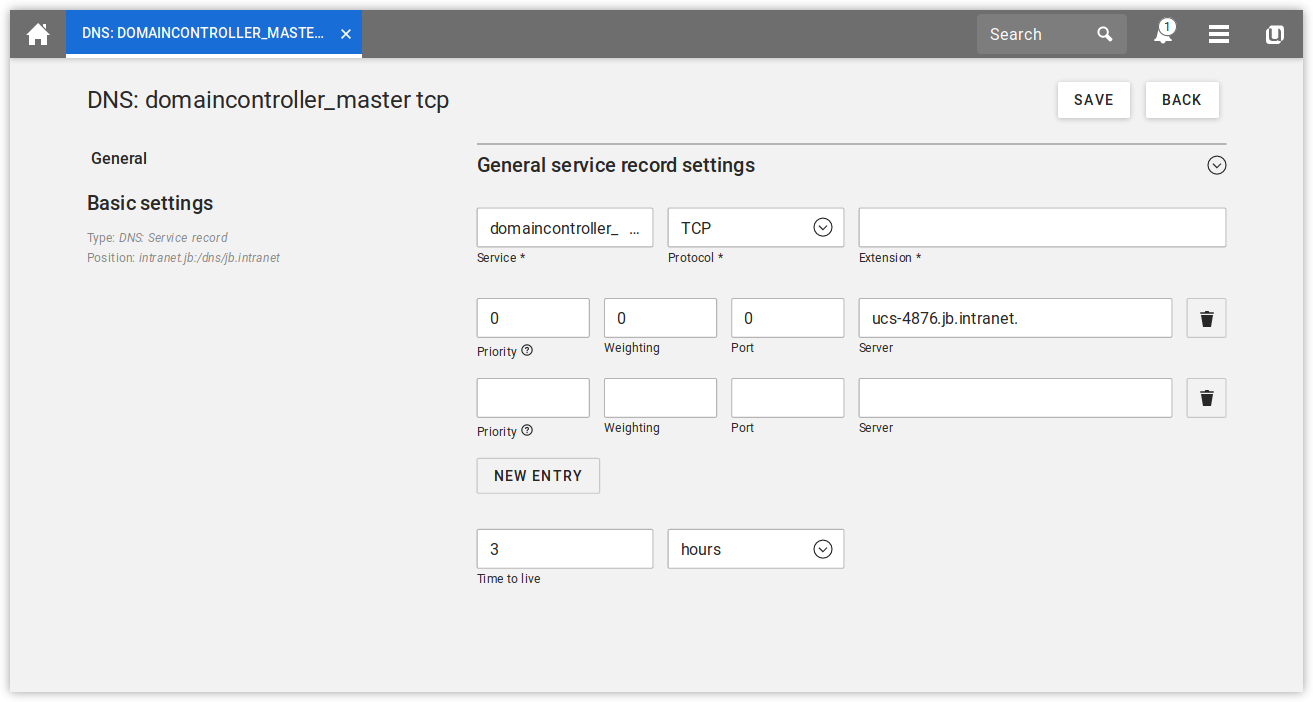 DNS: DOMAINCONTROLLER_MASTE...
Search
1
DNS: domaincontroller_master tcp
SAVE
BACK
General
Basic settings
Type: DNS: Service record
Position: intranet.jb:/dns/jb.intranet
General service record settings
domaincontroller_ ... TCP
Service * Protocol * Extension *
0 0 0 ucs-4876.jb.intranet.
Priority Weighting Port Server
Priority Weighting Port Server
NEW ENTRY
3 hours
Time to live